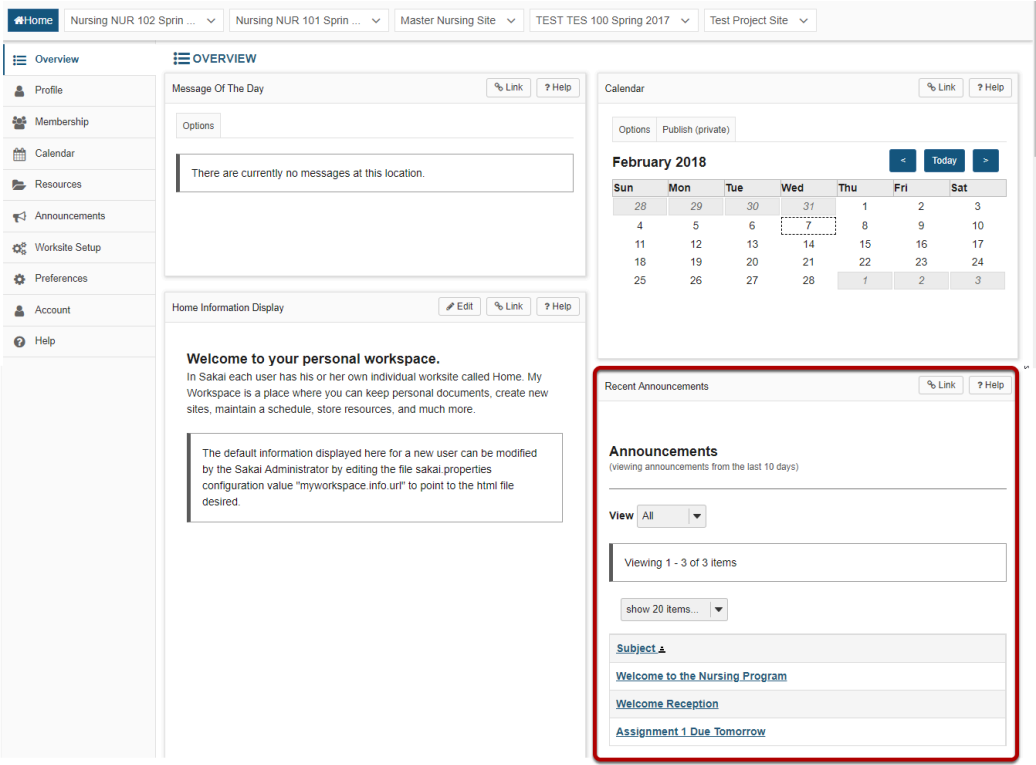 Home
Nursing NUR 102 Sprin ...
Nursing NUR 101 Sprin ...
Master Nursing Site
TEST TES 100 Spring 2017
Test Project Site
Overview
Profile
Membership
Calendar
Resources
Announcements
Worksite Setup
Preferences
Account
Help
OVERVIEW
Message Of The Day
Link
? Help
Options
There are currently no messages at this location.
Home Information Display
Edit
Link
? Help
Welcome to your personal workspace.
In Sakai each user has his or her own individual worksite called Home. My
Workspace is a place where you can keep personal documents, create new
sites, maintain a schedule, store resources, and much more.
The default information displayed here for a new user can be modified
by the Sakai Administrator by editing the file sakai.properties
configuration value "myworkspace.info.url" to point to the html file
desired.
Calendar
Link
? Help
Options
Publish (private)
February 2018
< Today >
Sun Mon Tue Wed Thu Fri Sat
28 29 30 31 1 2 3
4 5 6 7 8 9 10
11 12 13 14 15 16 17
18 19 20 21 22 23 24
25 26 27 28 1 2 3
Recent Announcements
Link
? Help
Announcements
(viewing announcements from the last 10 days)
View All
Viewing 1 - 3 of 3 items
show 20 items...
Subject
Welcome to the Nursing Program
Welcome Reception
Assignment 1 Due Tomorrow